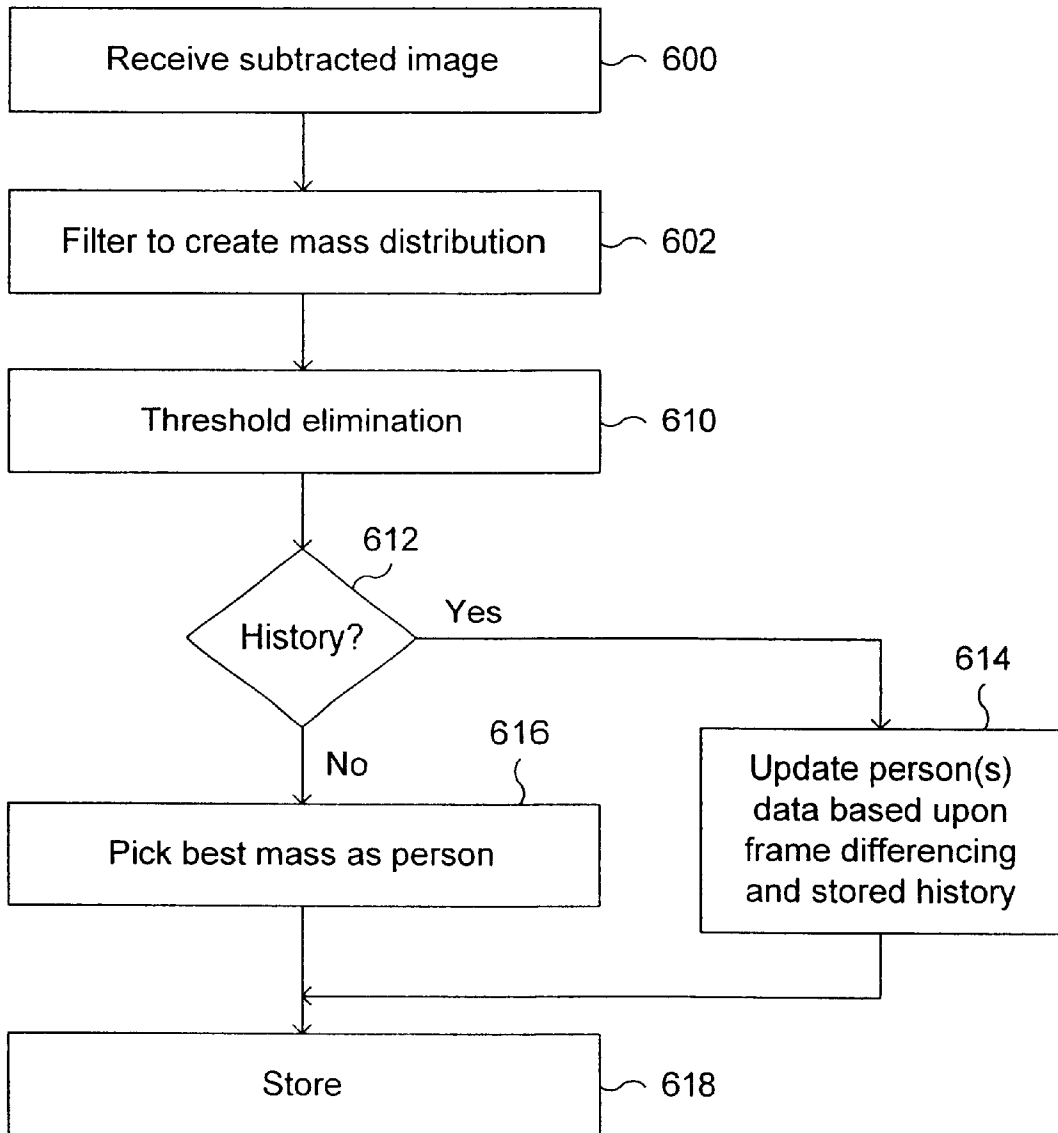 Receive subtracted image
600
Filter to create mass distribution
602
Threshold elimination
610
612
History?
Yes
614
No
616
Update person(s)
data based upon
frame differencing
and stored history
Pick best mass as person
Store
618